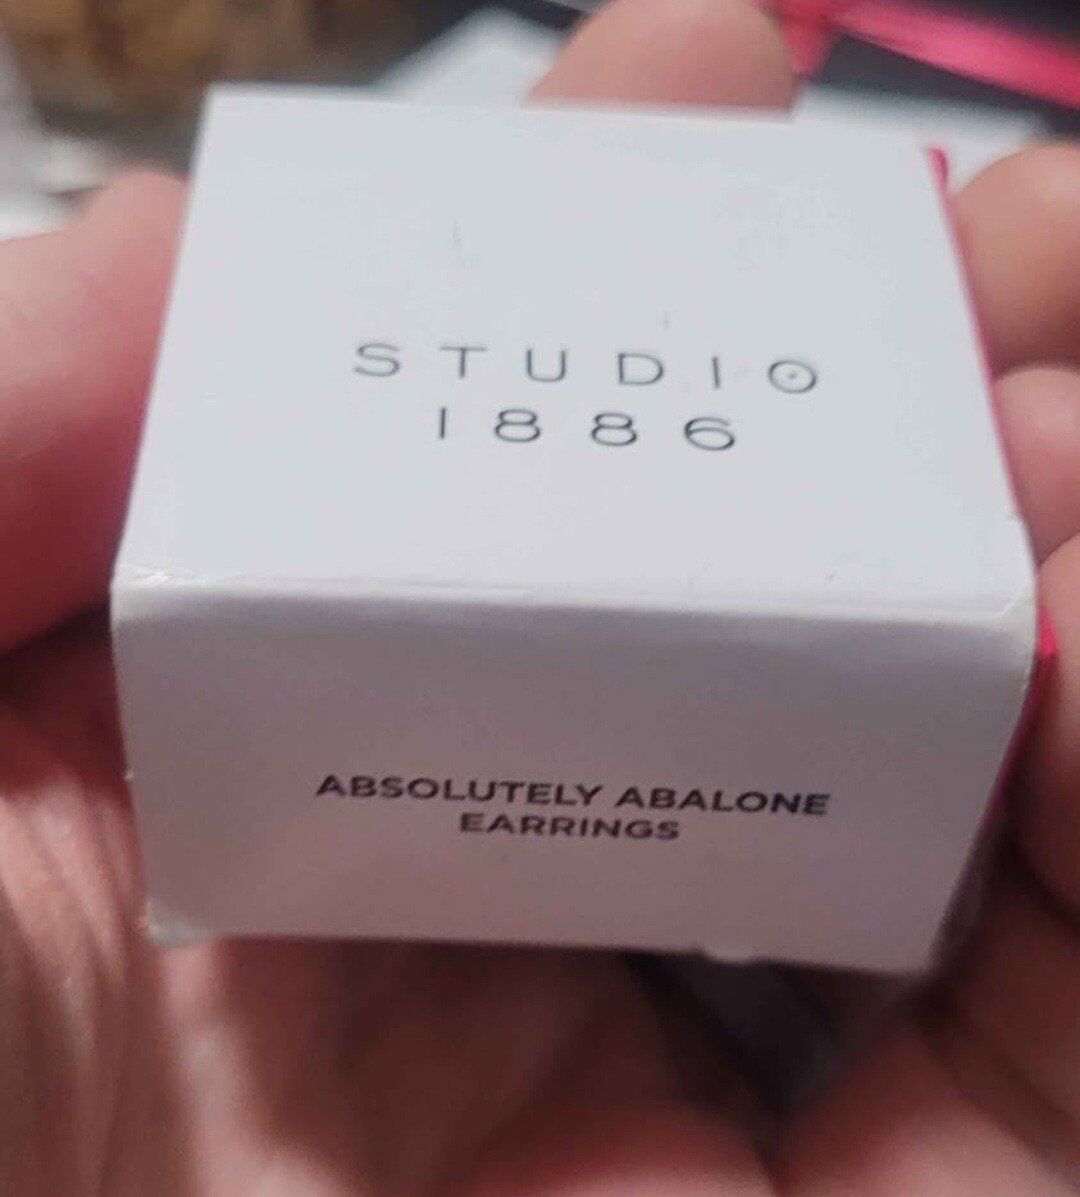 STUDIO
1886
ABSOLUTELY ABALONE
EARRINGS